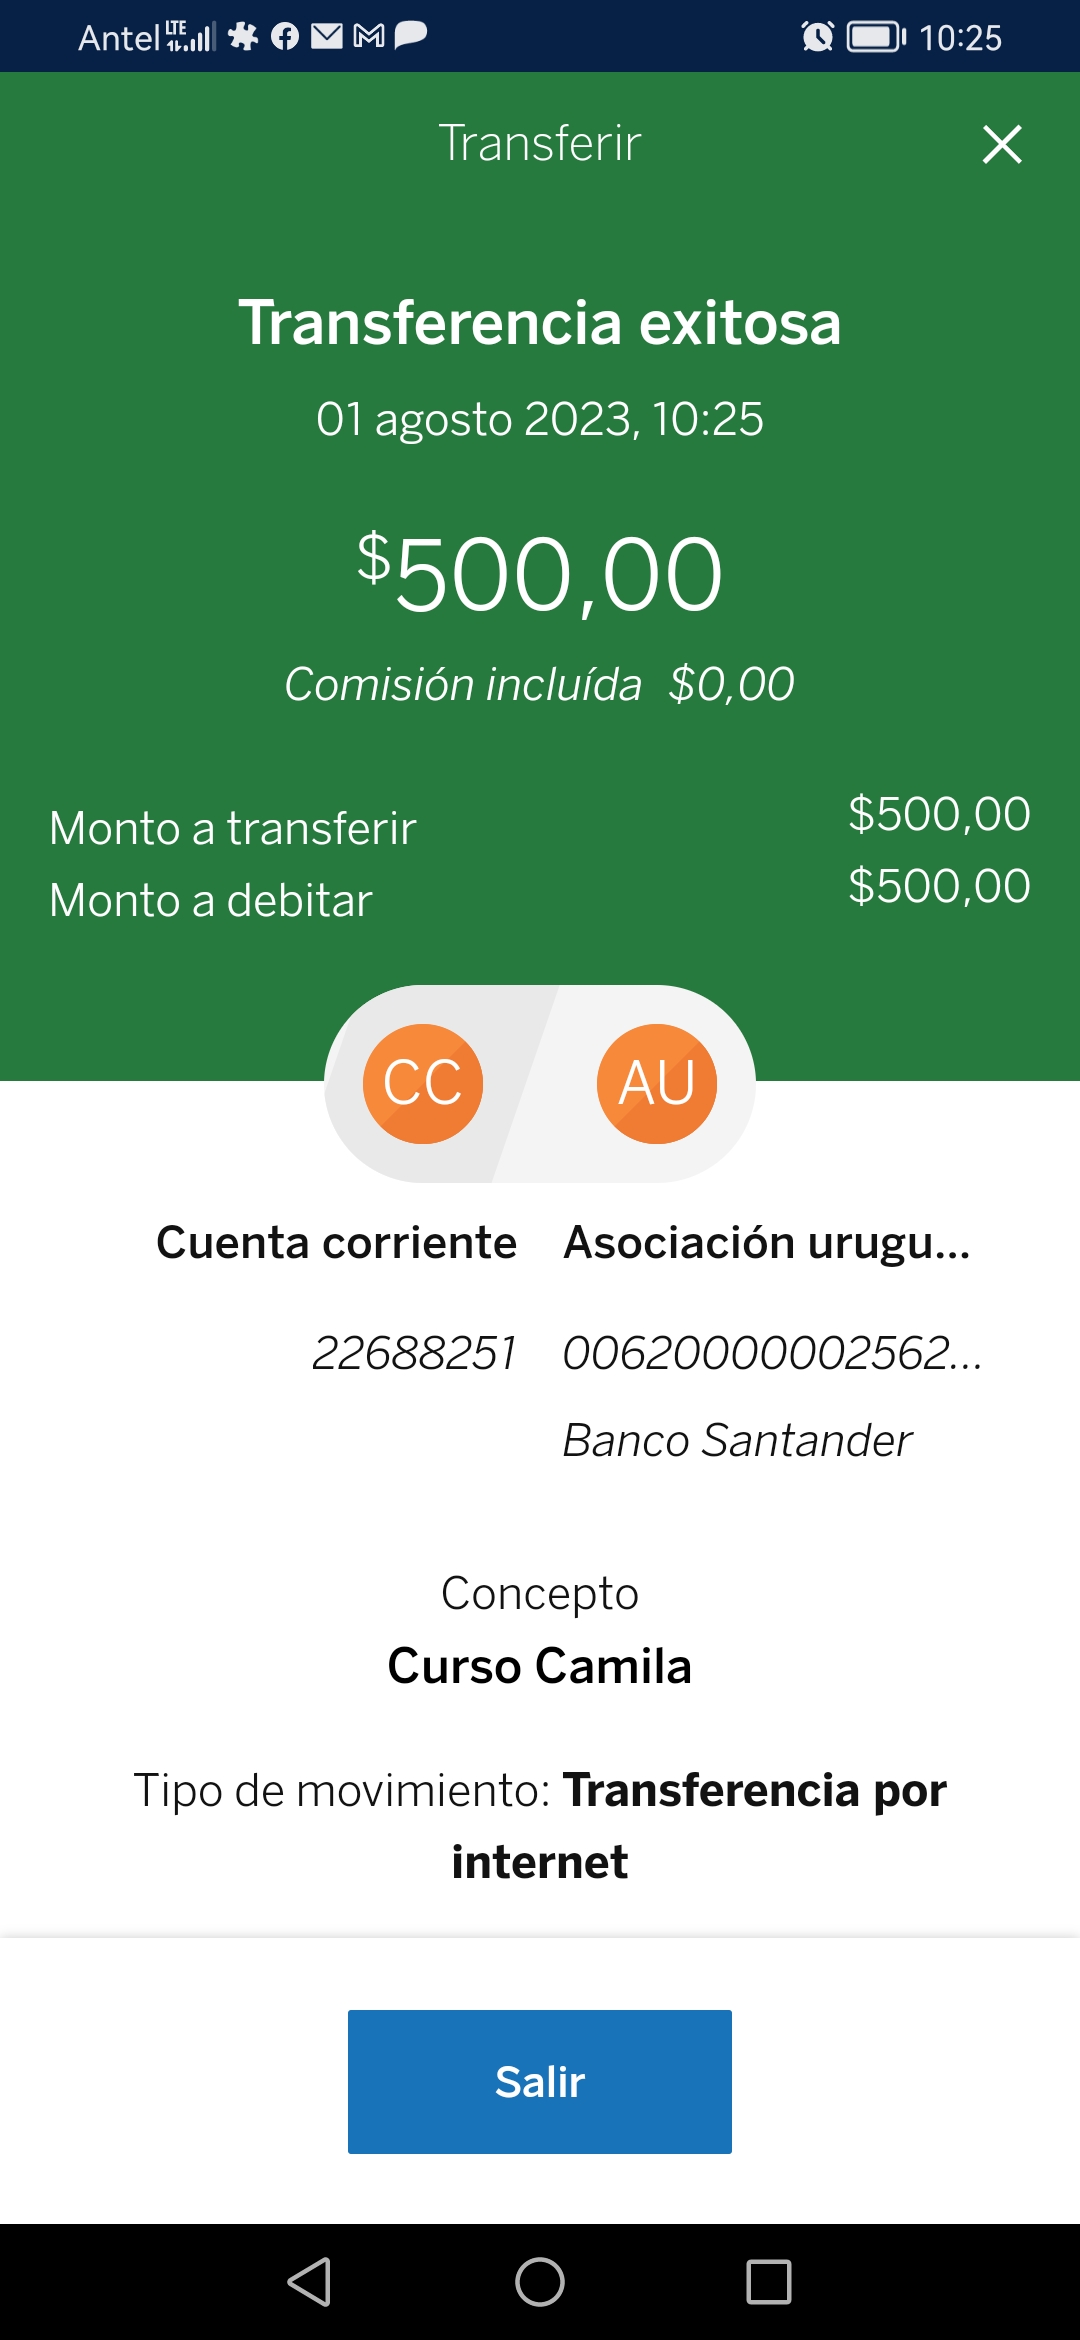 Antel LTE 10:25
Transferir
Transferencia exitosa
01 agosto 2023, 10:25
$500,00
Comisión incluída $0,00
Monto a transferir $500,00
Monto a debitar $500,00
CC AU
Cuenta corriente Asociación urugu...
22688251 00620000002562...
Banco Santander
Concepto
Curso Camila
Tipo de movimiento: Transferencia por
internet
Salir